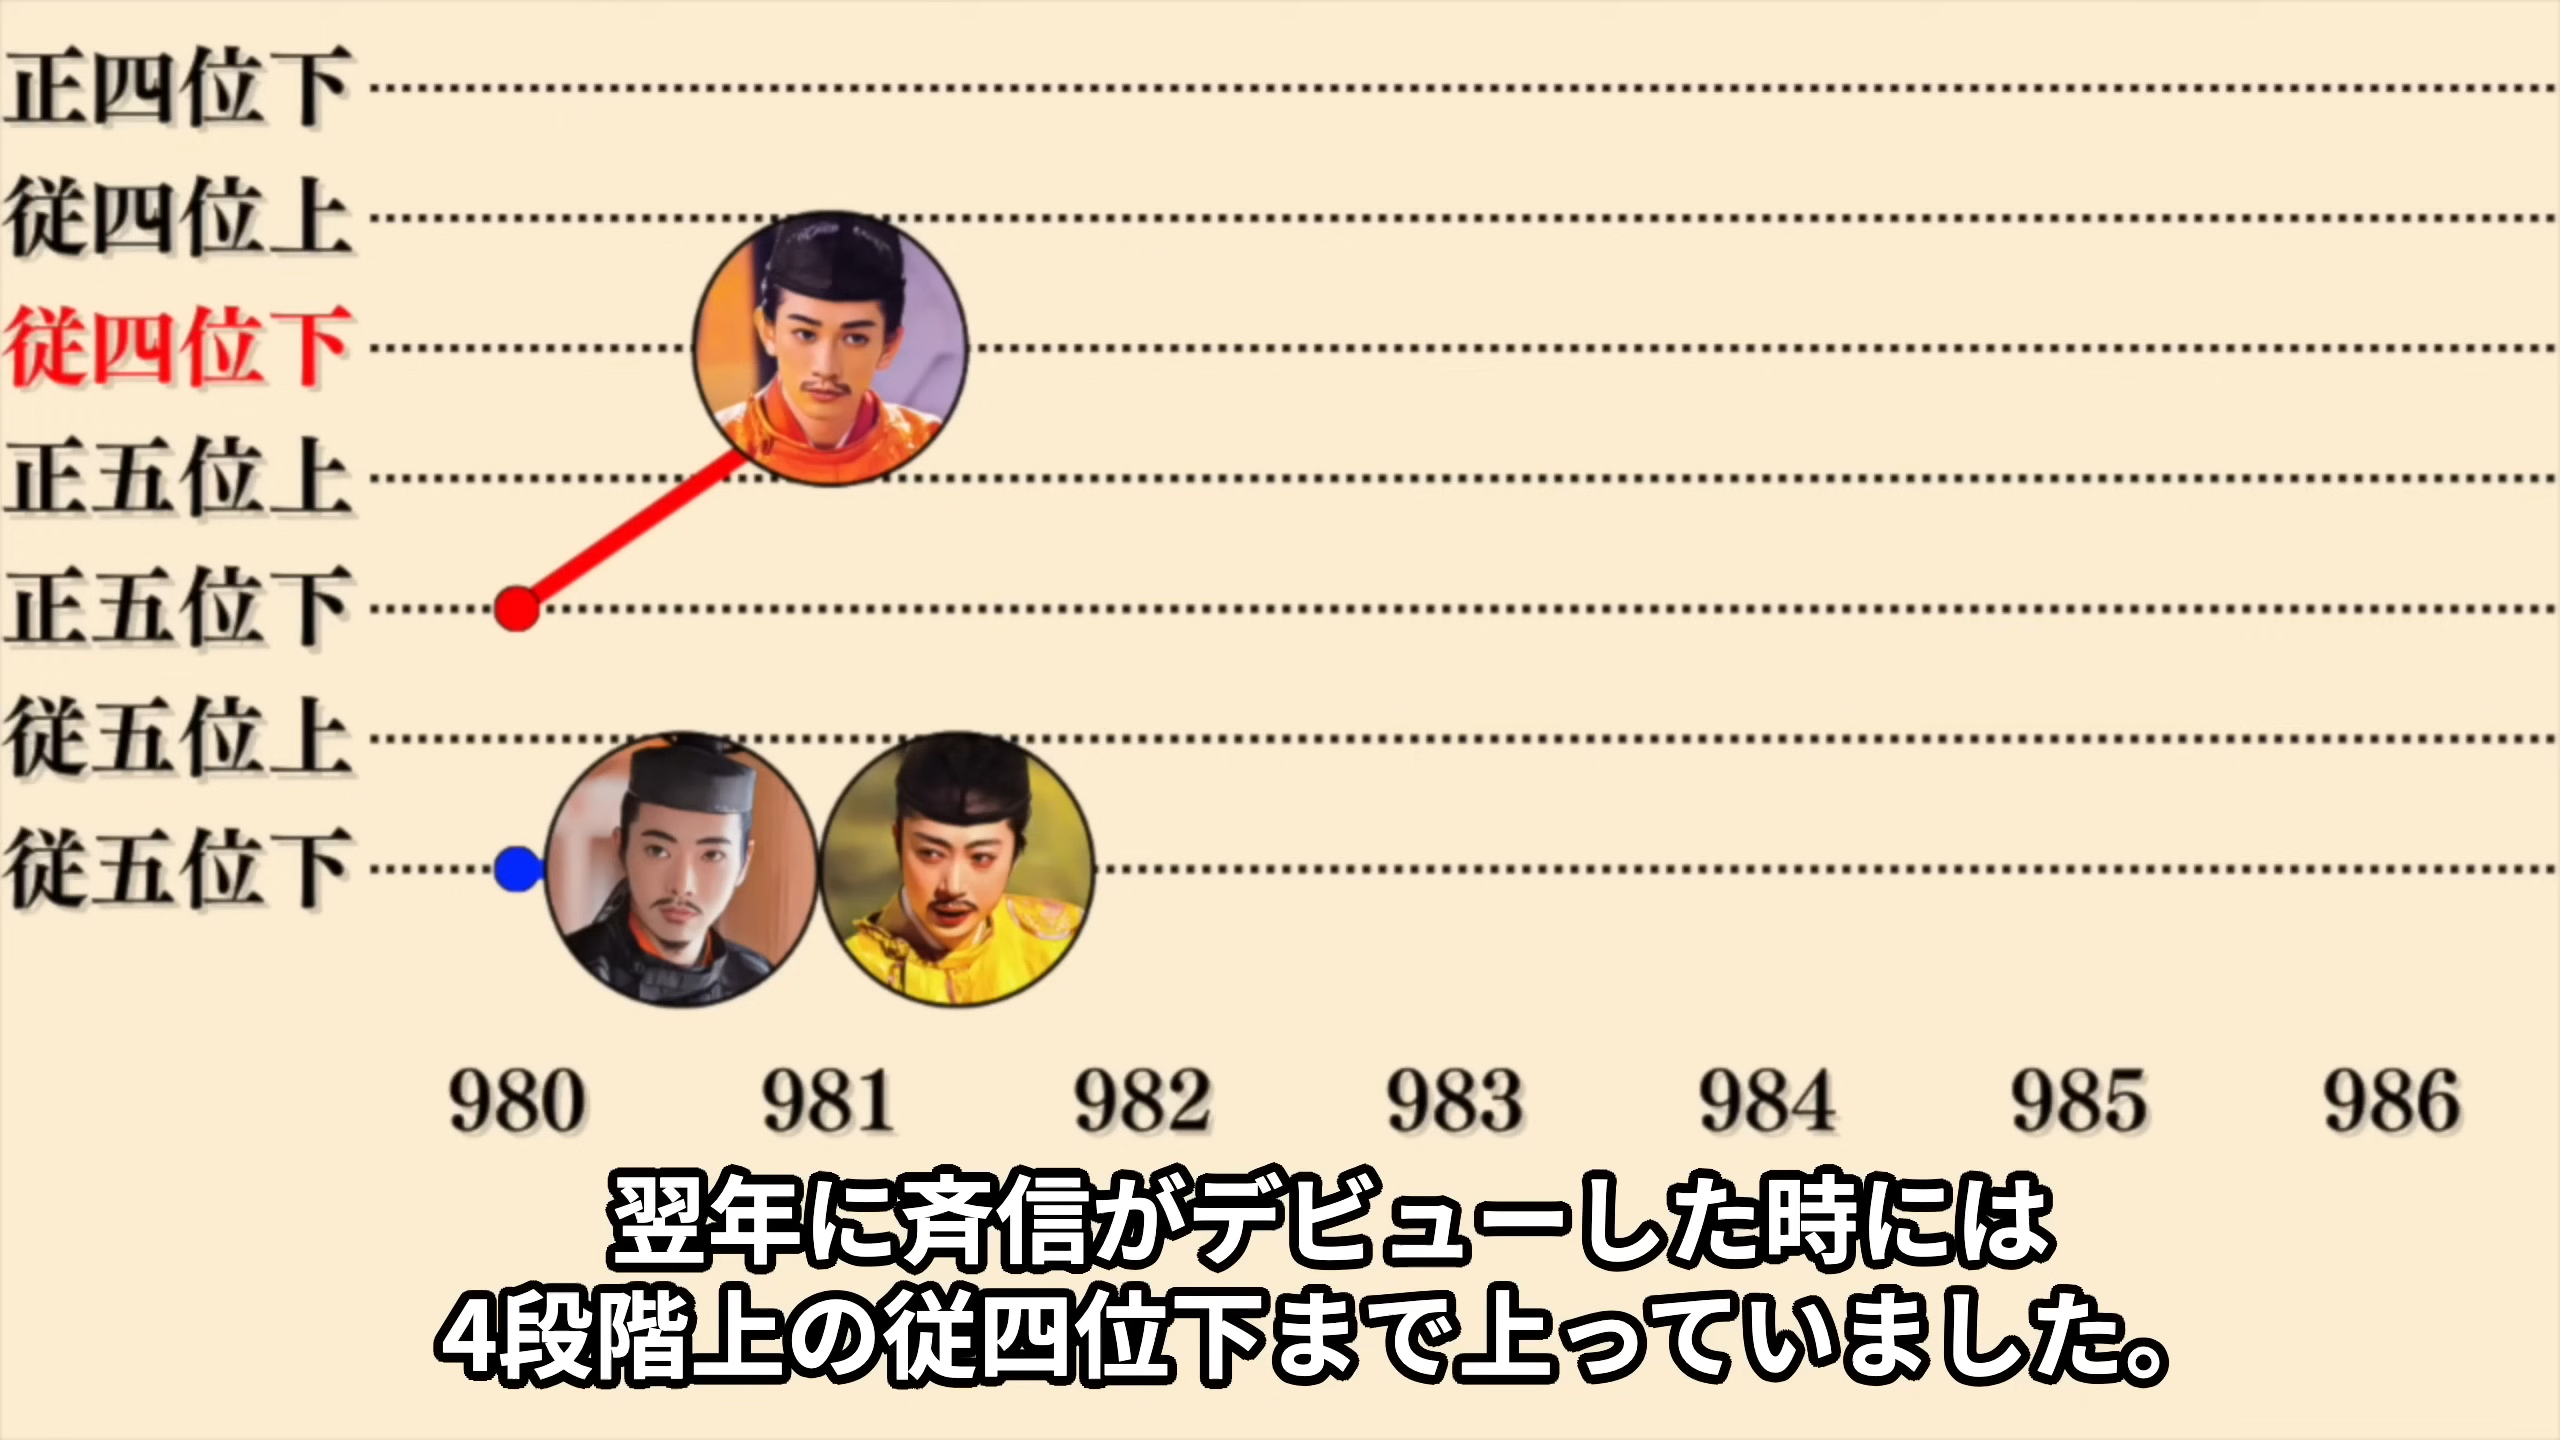 正四位下
従四位上
従四位下
正五位上
正五位下
従五位上
従五位下
980 981 982 983 984 985 986
翌年に斉信がデビューした時には
4段階上の従四位下まで上っていました。